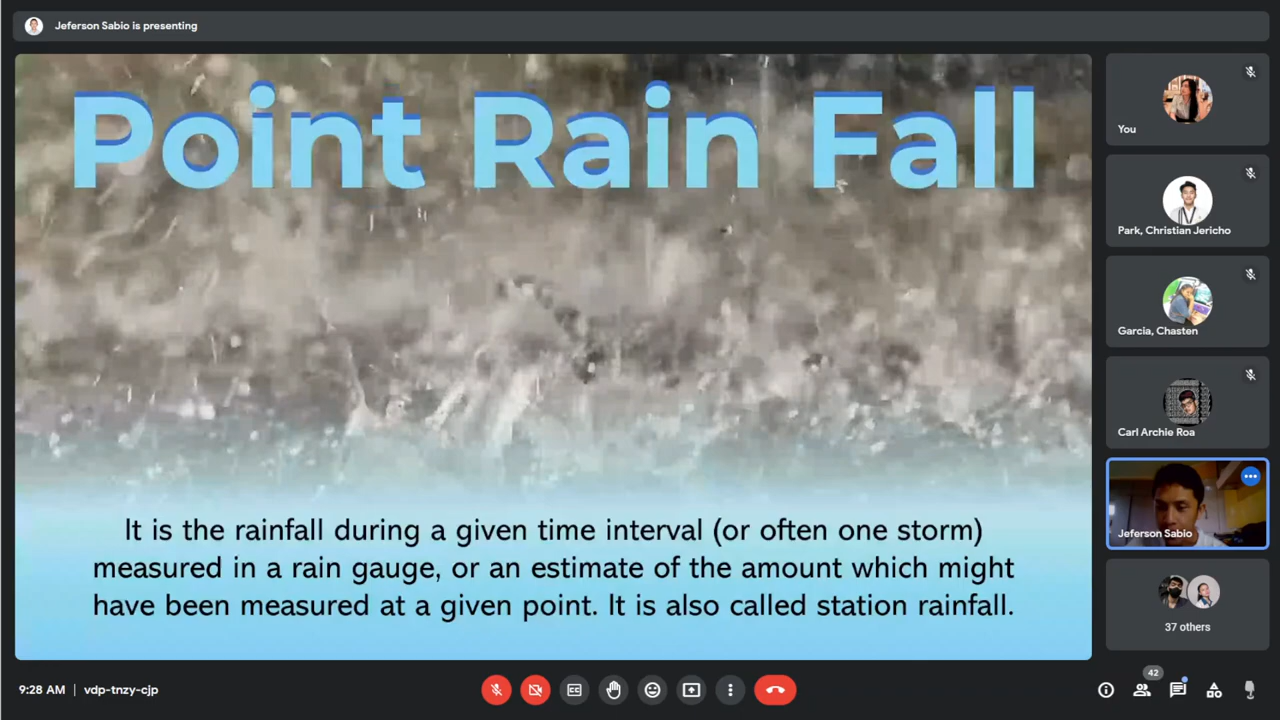 Jeferson Sabio is presenting
Point Rain Fall
It is the rainfall during a given time interval (or often one storm)
measured in a rain gauge, or an estimate of the amount which might
have been measured at a given point. It is also called station rainfall.
You
Park, Christian Jericho
Garcia, Chasten
Carl Archie Roa
Jeferson Sabio
37 others
9:28 AM | vdp-tnzy-cjp
CC
42